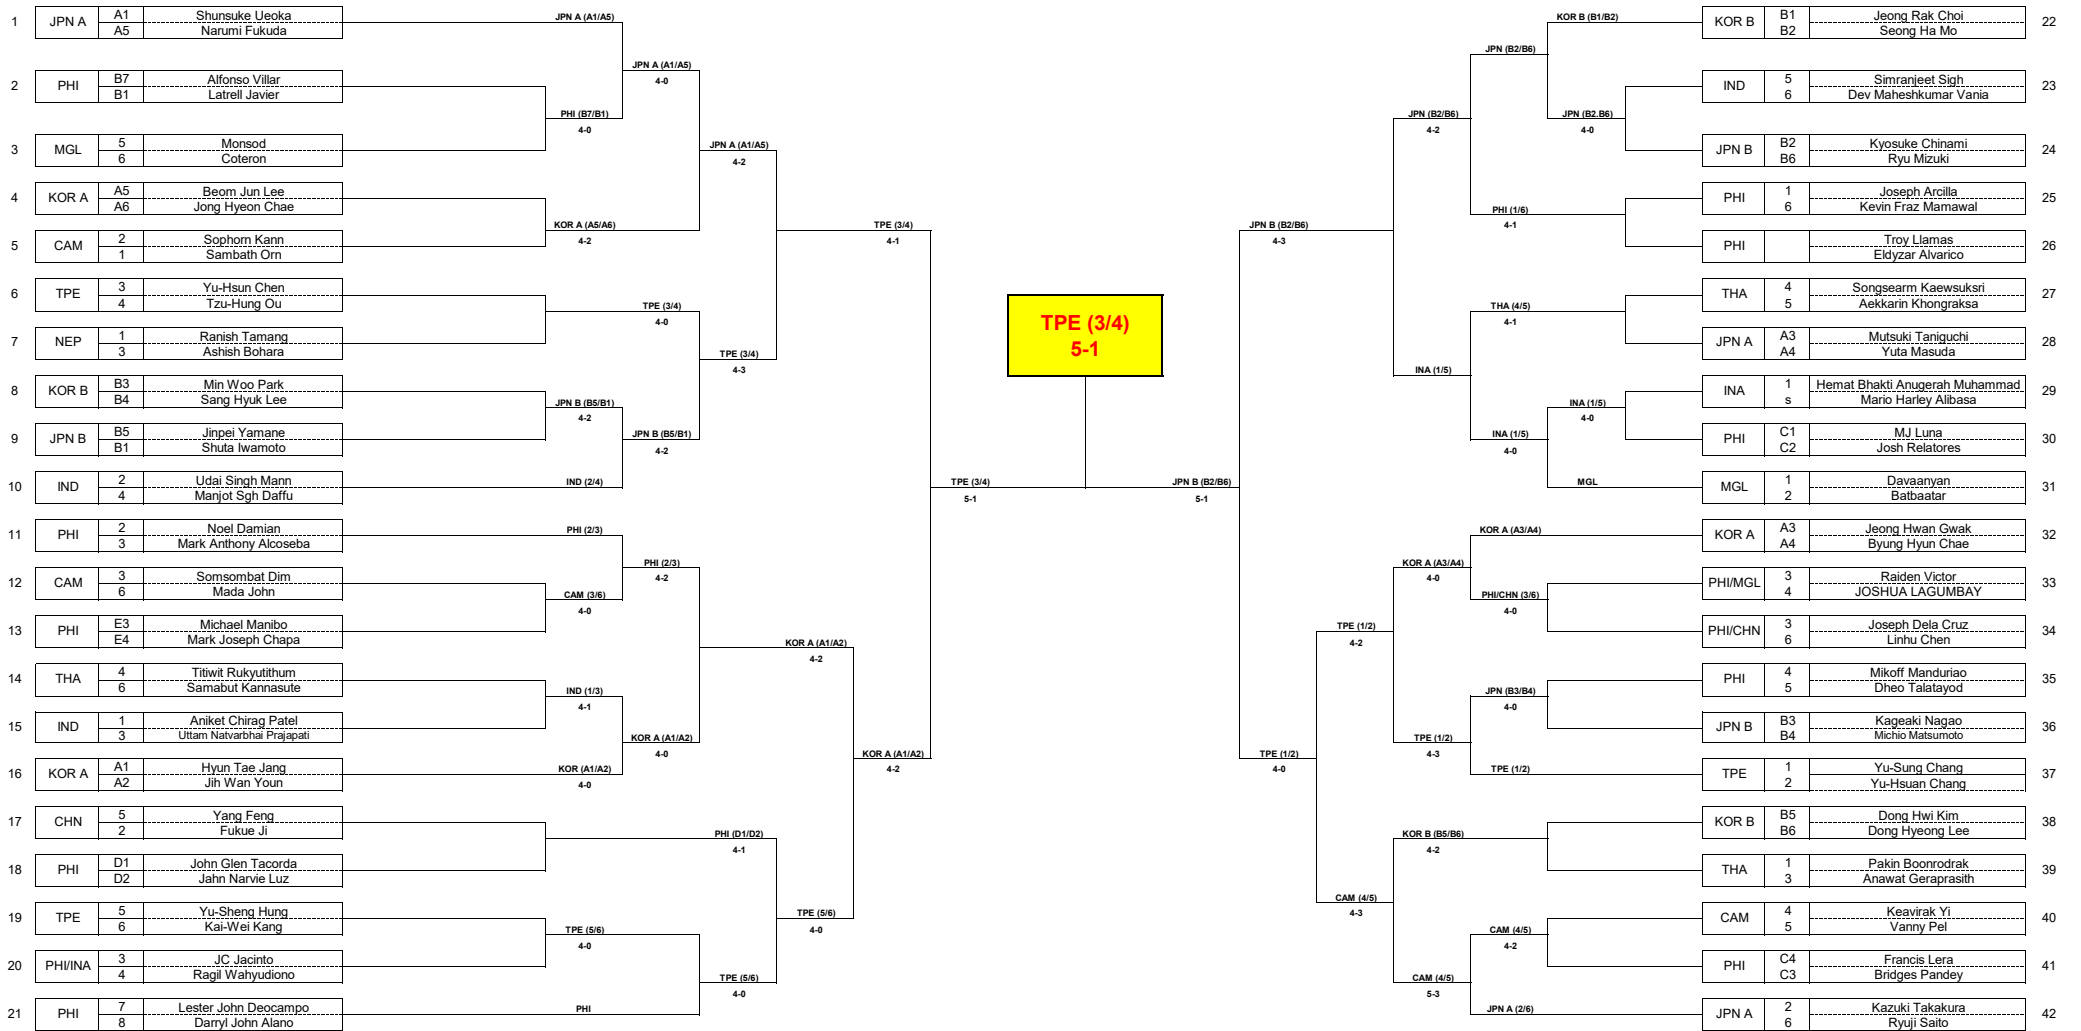 1 JPN A A1 Shunsuke Ueoka
A5 Narumi Fukuda
2 PHI B7 Alfonso Villar
B1 Latrell Javier
3 MGL 5 Monsod
6 Coteron
4 KOR A A5 Beom Jun Lee
A6 Jong Hyeon Chae
5 CAM 2 Sophorn Kann
1 Sambath Orn
6 TPE 3 Yu-Hsun Chen
4 Tzu-Hung Ou
7 NEP 1 Ranish Tamang
3 Ashish Bohara
8 KOR B B3 Min Woo Park
B4 Sang Hyuk Lee
9 JPN B B5 Jinpei Yamane
B1 Shuta Iwamoto
10 IND 2 Udai Singh Mann
4 Manjot Sgh Daffu
11 PHI 2 Noel Damian
3 Mark Anthony Alcoseba
12 CAM 3 Somsombat Dim
6 Mada John
13 PHI E3 Michael Manibo
E4 Mark Joseph Chapa
14 THA 4 Titiwit Rukyutithum
6 Samabut Kannasute
15 IND 1 Aniket Chirag Patel
3 Uttam Natvarbhai Prajapati
16 KOR A A1 Hyun Tae Jang
A2 Jih Wan Youn
17 CHN 5 Yang Feng
2 Fukue Ji
18 PHI D1 John Glen Tacorda
D2 Jahn Narvie Luz
19 TPE 5 Yu-Sheng Hung
6 Kai-Wei Kang
20 PHI/INA 3 JC Jacinto
4 Ragil Wahyudiono
21 PHI 7 Lester John Deocampo
8 Darryl John Alano
JPN A (A1/A5)
PHI (B7/B1)
4-0
KOR A (A5/A6)
4-2
JPN B (B5/B1)
4-2
IND (2/4)
PHI (2/3)
CAM (3/6)
4-0
IND (1/3)
4-1
KOR (A1/A2)
4-0
TPE (5/6)
4-0
PHI
JPN A (A1/A5)
4-0
TPE (3/4)
4-0
JPN B (B5/B1)
4-2
PHI (2/3)
4-2
KOR A (A1/A2)
4-0
JPN A (A1/A5)
4-2
TPE (3/4)
4-3
PHI (D1/D2)
4-1
TPE (5/6)
4-0
KOR A (A1/A2)
4-2
TPE (5/6)
4-0
TPE (3/4)
4-1
KOR A (A1/A2)
4-2
TPE (3/4)
5-1
TPE (3/4)
5-1
JPN B (B2/B6)
5-1
JPN B (B2/B6)
4-3
TPE (1/2)
4-0
TPE (1/2)
4-2
CAM (4/5)
4-3
JPN (B2/B6)
4-2
INA (1/5)
KOR A (A3/A4)
4-0
TPE (1/2)
4-3
KOR B (B5/B6)
4-2
CAM (4/5)
5-3
JPN (B2/B6)
PHI (1/6)
4-1
THA (4/5)
4-1
INA (1/5)
4-0
KOR A (A3/A4)
PHI/CHN (3/6)
4-0
JPN (B3/B4)
4-0
TPE (1/2)
CAM (4/5)
4-2
JPN A (2/6)
KOR B (B1/B2)
JPN (B2.B6)
4-0
INA (1/5)
4-0
MGL
KOR B B1 Jeong Rak Choi 22
B2 Seong Ha Mo
IND 5 Simranjeet Sigh 23
6 Dev Maheshkumar Vania
JPN B B2 Kyosuke Chinami 24
B6 Ryu Mizuki
PHI 1 Joseph Arcilla 25
6 Kevin Fraz Mamawal
PHI Troy Llamas 26
Eldyzar Alvarico
THA 4 Songsearm Kaewsuksri 27
5 Aekkarin Khongraksa
JPN A A3 Mutsuki Taniguchi 28
A4 Yuta Masuda
INA 1 Hemat Bhakti Anugerah Muhammad 29
s Mario Harley Alibasa
PHI C1 MJ Luna 30
C2 Josh Relatores
MGL 1 Davaanyan 31
2 Batbaatar
KOR A A3 Jeong Hwan Gwak 32
A4 Byung Hyun Chae
PHI/MGL 3 Raiden Victor 33
4 JOSHUA LAGUMBAY
PHI/CHN 3 Joseph Dela Cruz 34
6 Linhu Chen
PHI 4 Mikoff Manduriao 35
5 Dheo Talatayod
JPN B B3 Kageaki Nagao 36
B4 Michio Matsumoto
TPE 1 Yu-Sung Chang 37
2 Yu-Hsuan Chang
KOR B B5 Dong Hwi Kim 38
B6 Dong Hyeong Lee
THA 1 Pakin Boonrodrak 39
3 Anawat Geraprasith
CAM 4 Keavirak Yi 40
5 Vanny Pel
PHI C4 Francis Lera 41
C3 Bridges Pandey
JPN A 2 Kazuki Takakura 42
6 Ryuji Saito